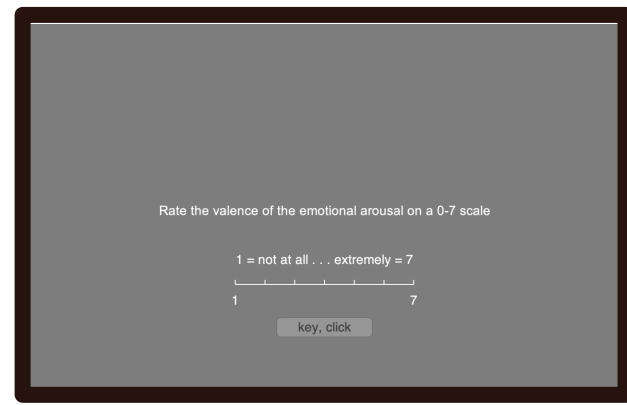 Rate the valence of the emotional arousal on a 0-7 scale
1 = not at all . . . extremely = 7
1 7
key, click